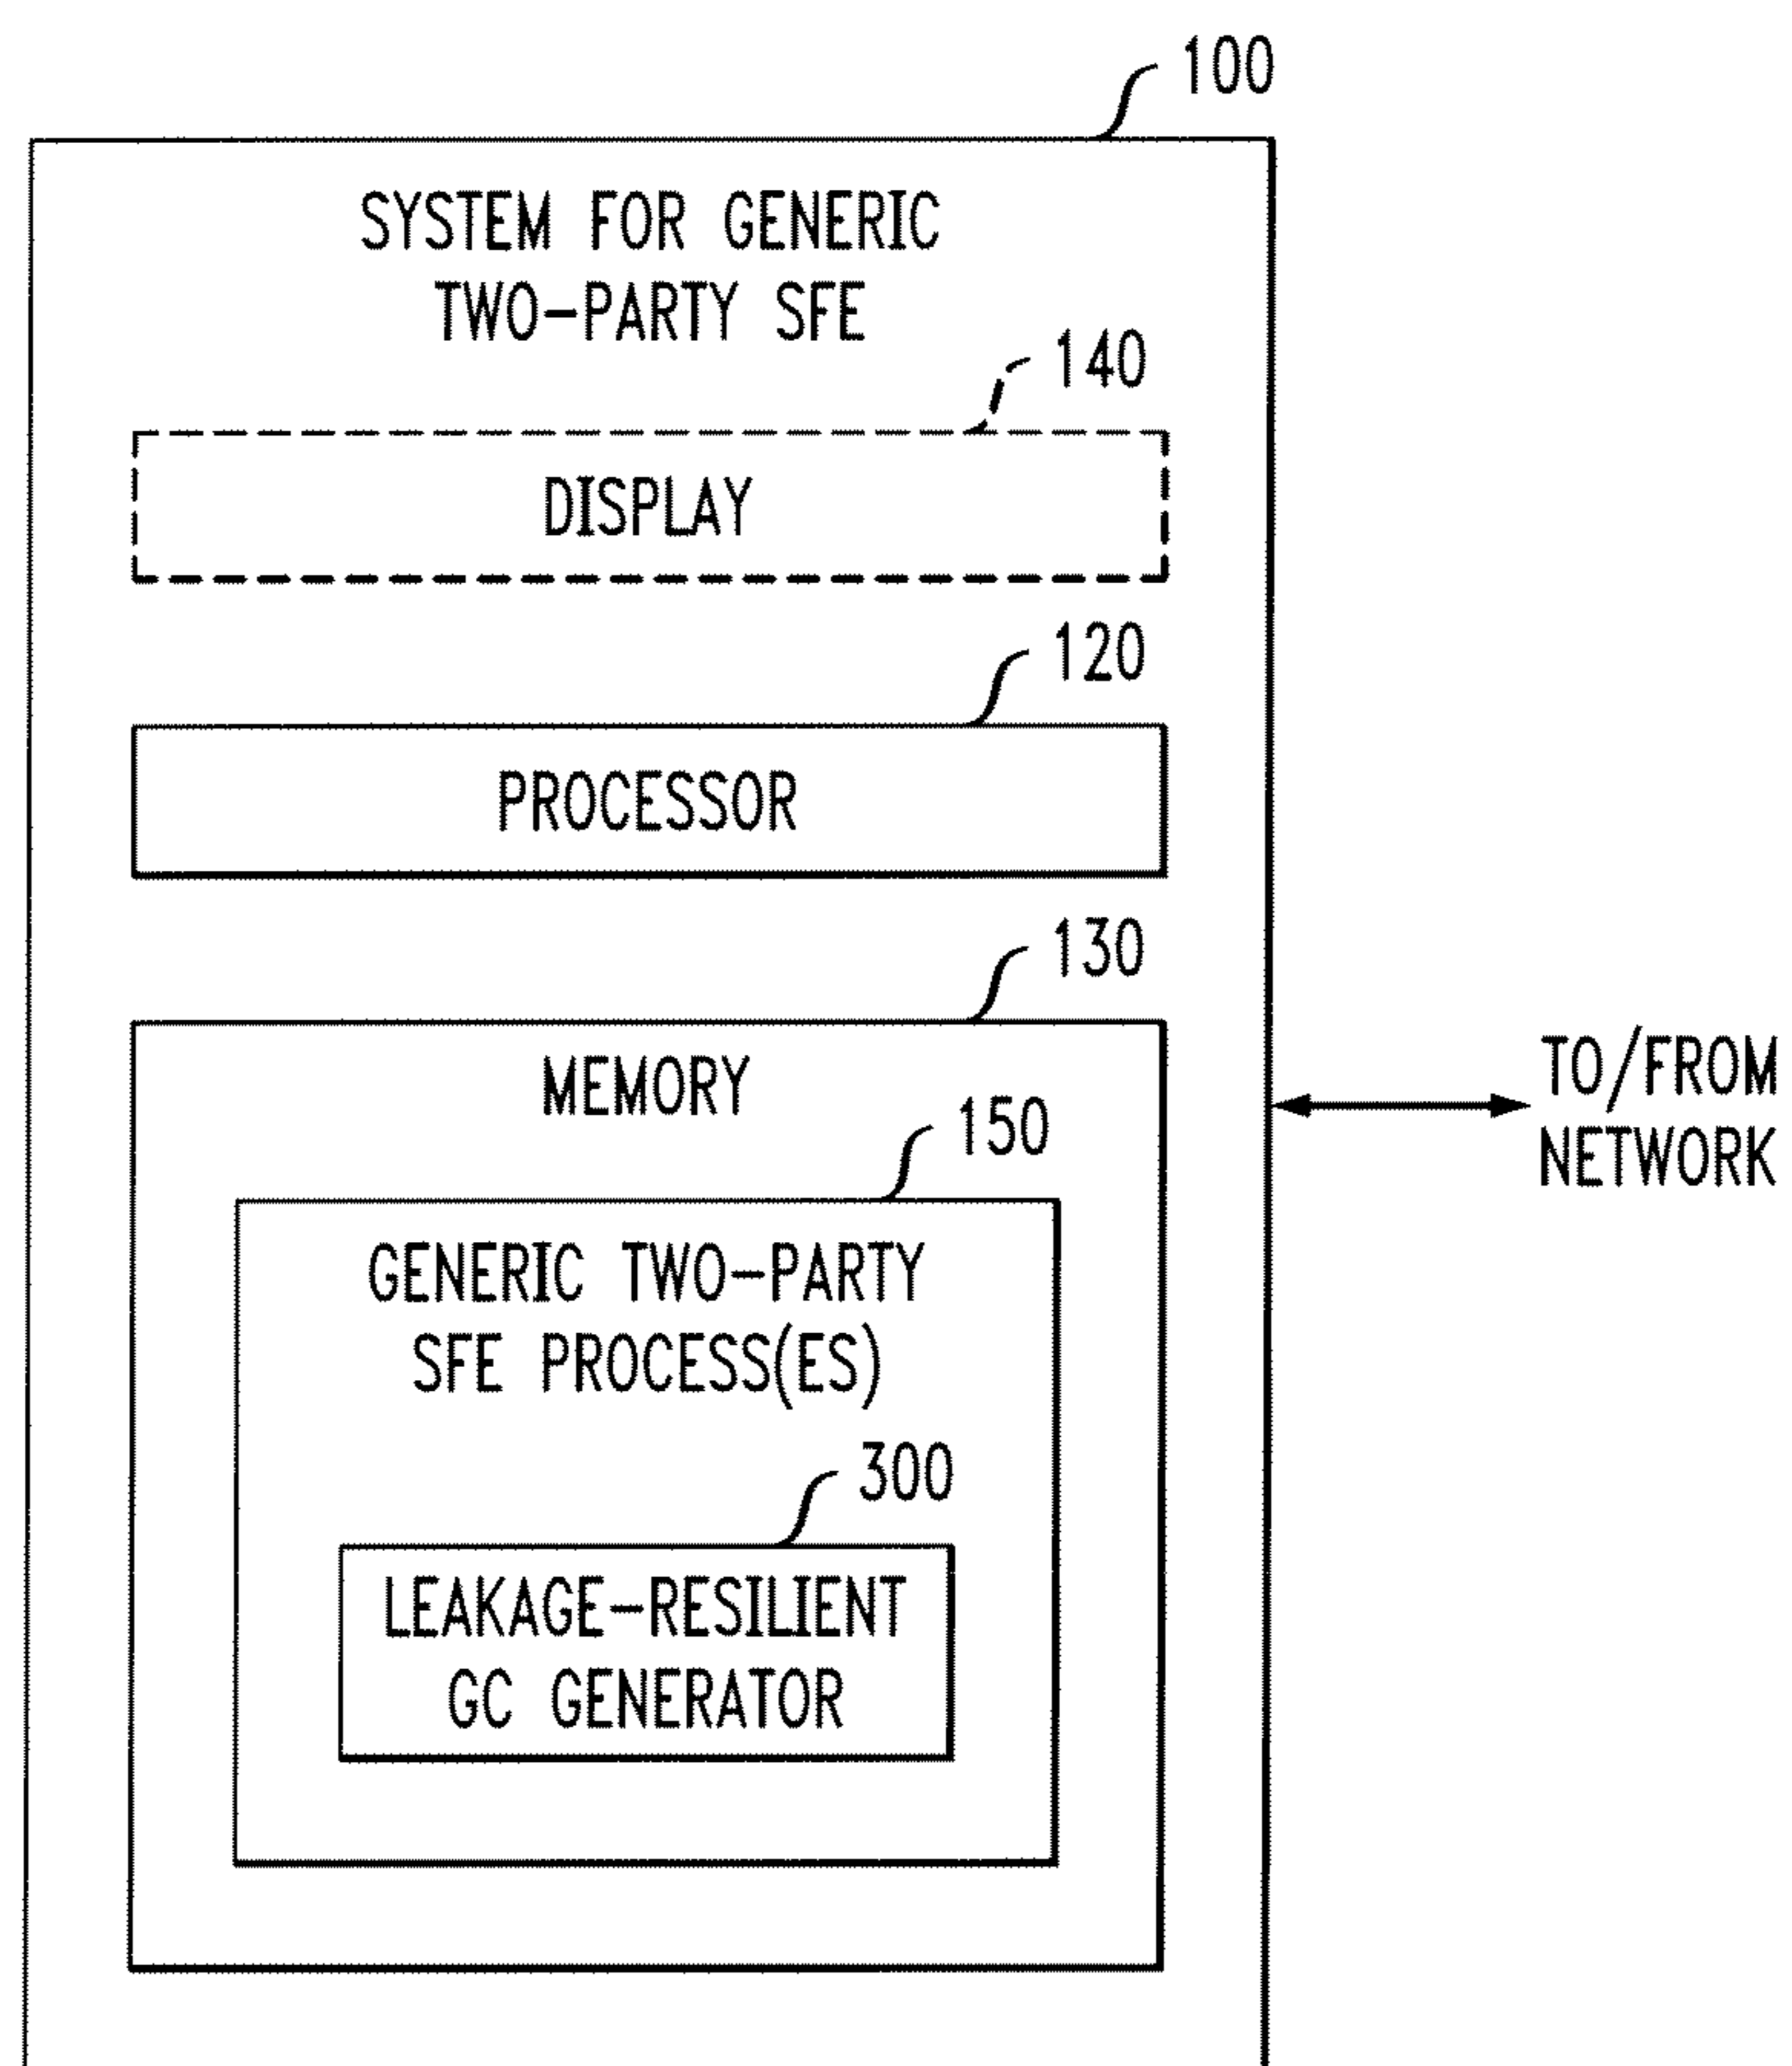 100
SYSTEM FOR GENERIC
TWO-PARTY SFE
140
DISPLAY
120
PROCESSOR
130
MEMORY
150
GENERIC TWO-PARTY
SFE PROCESS(ES)
300
LEAKAGE-RESILIENT
GC GENERATOR
TO/FROM
NETWORK